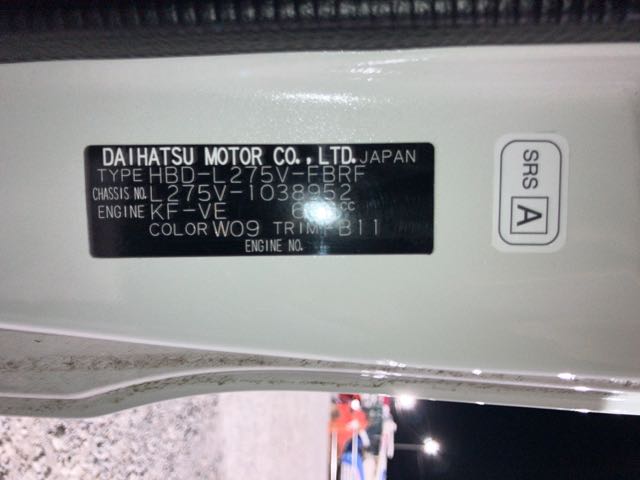 DAIHATSU MOTOR CO., LTD. JAPAN
TYPE HBD-L275V-FBRF
CHASSIS NO. L275V-1038952
ENGINE KF-VE cc
COLOR W09 TRIM FB11
ENGINE NO.
SRS
A